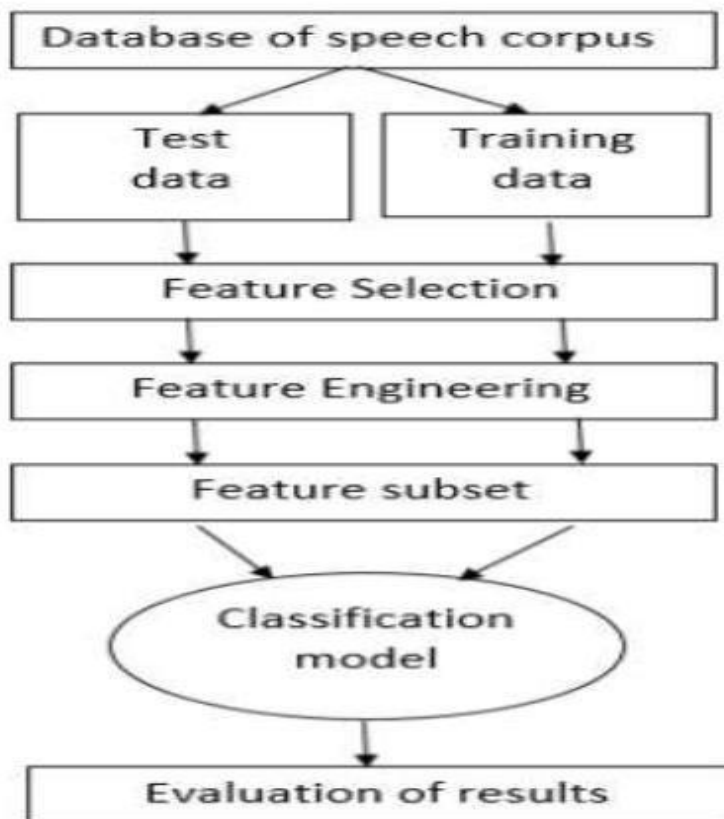 Database of speech corpus
Test
data
Training
data
Feature Selection
Feature Engineering
Feature subset
Classification
model
Evaluation of results